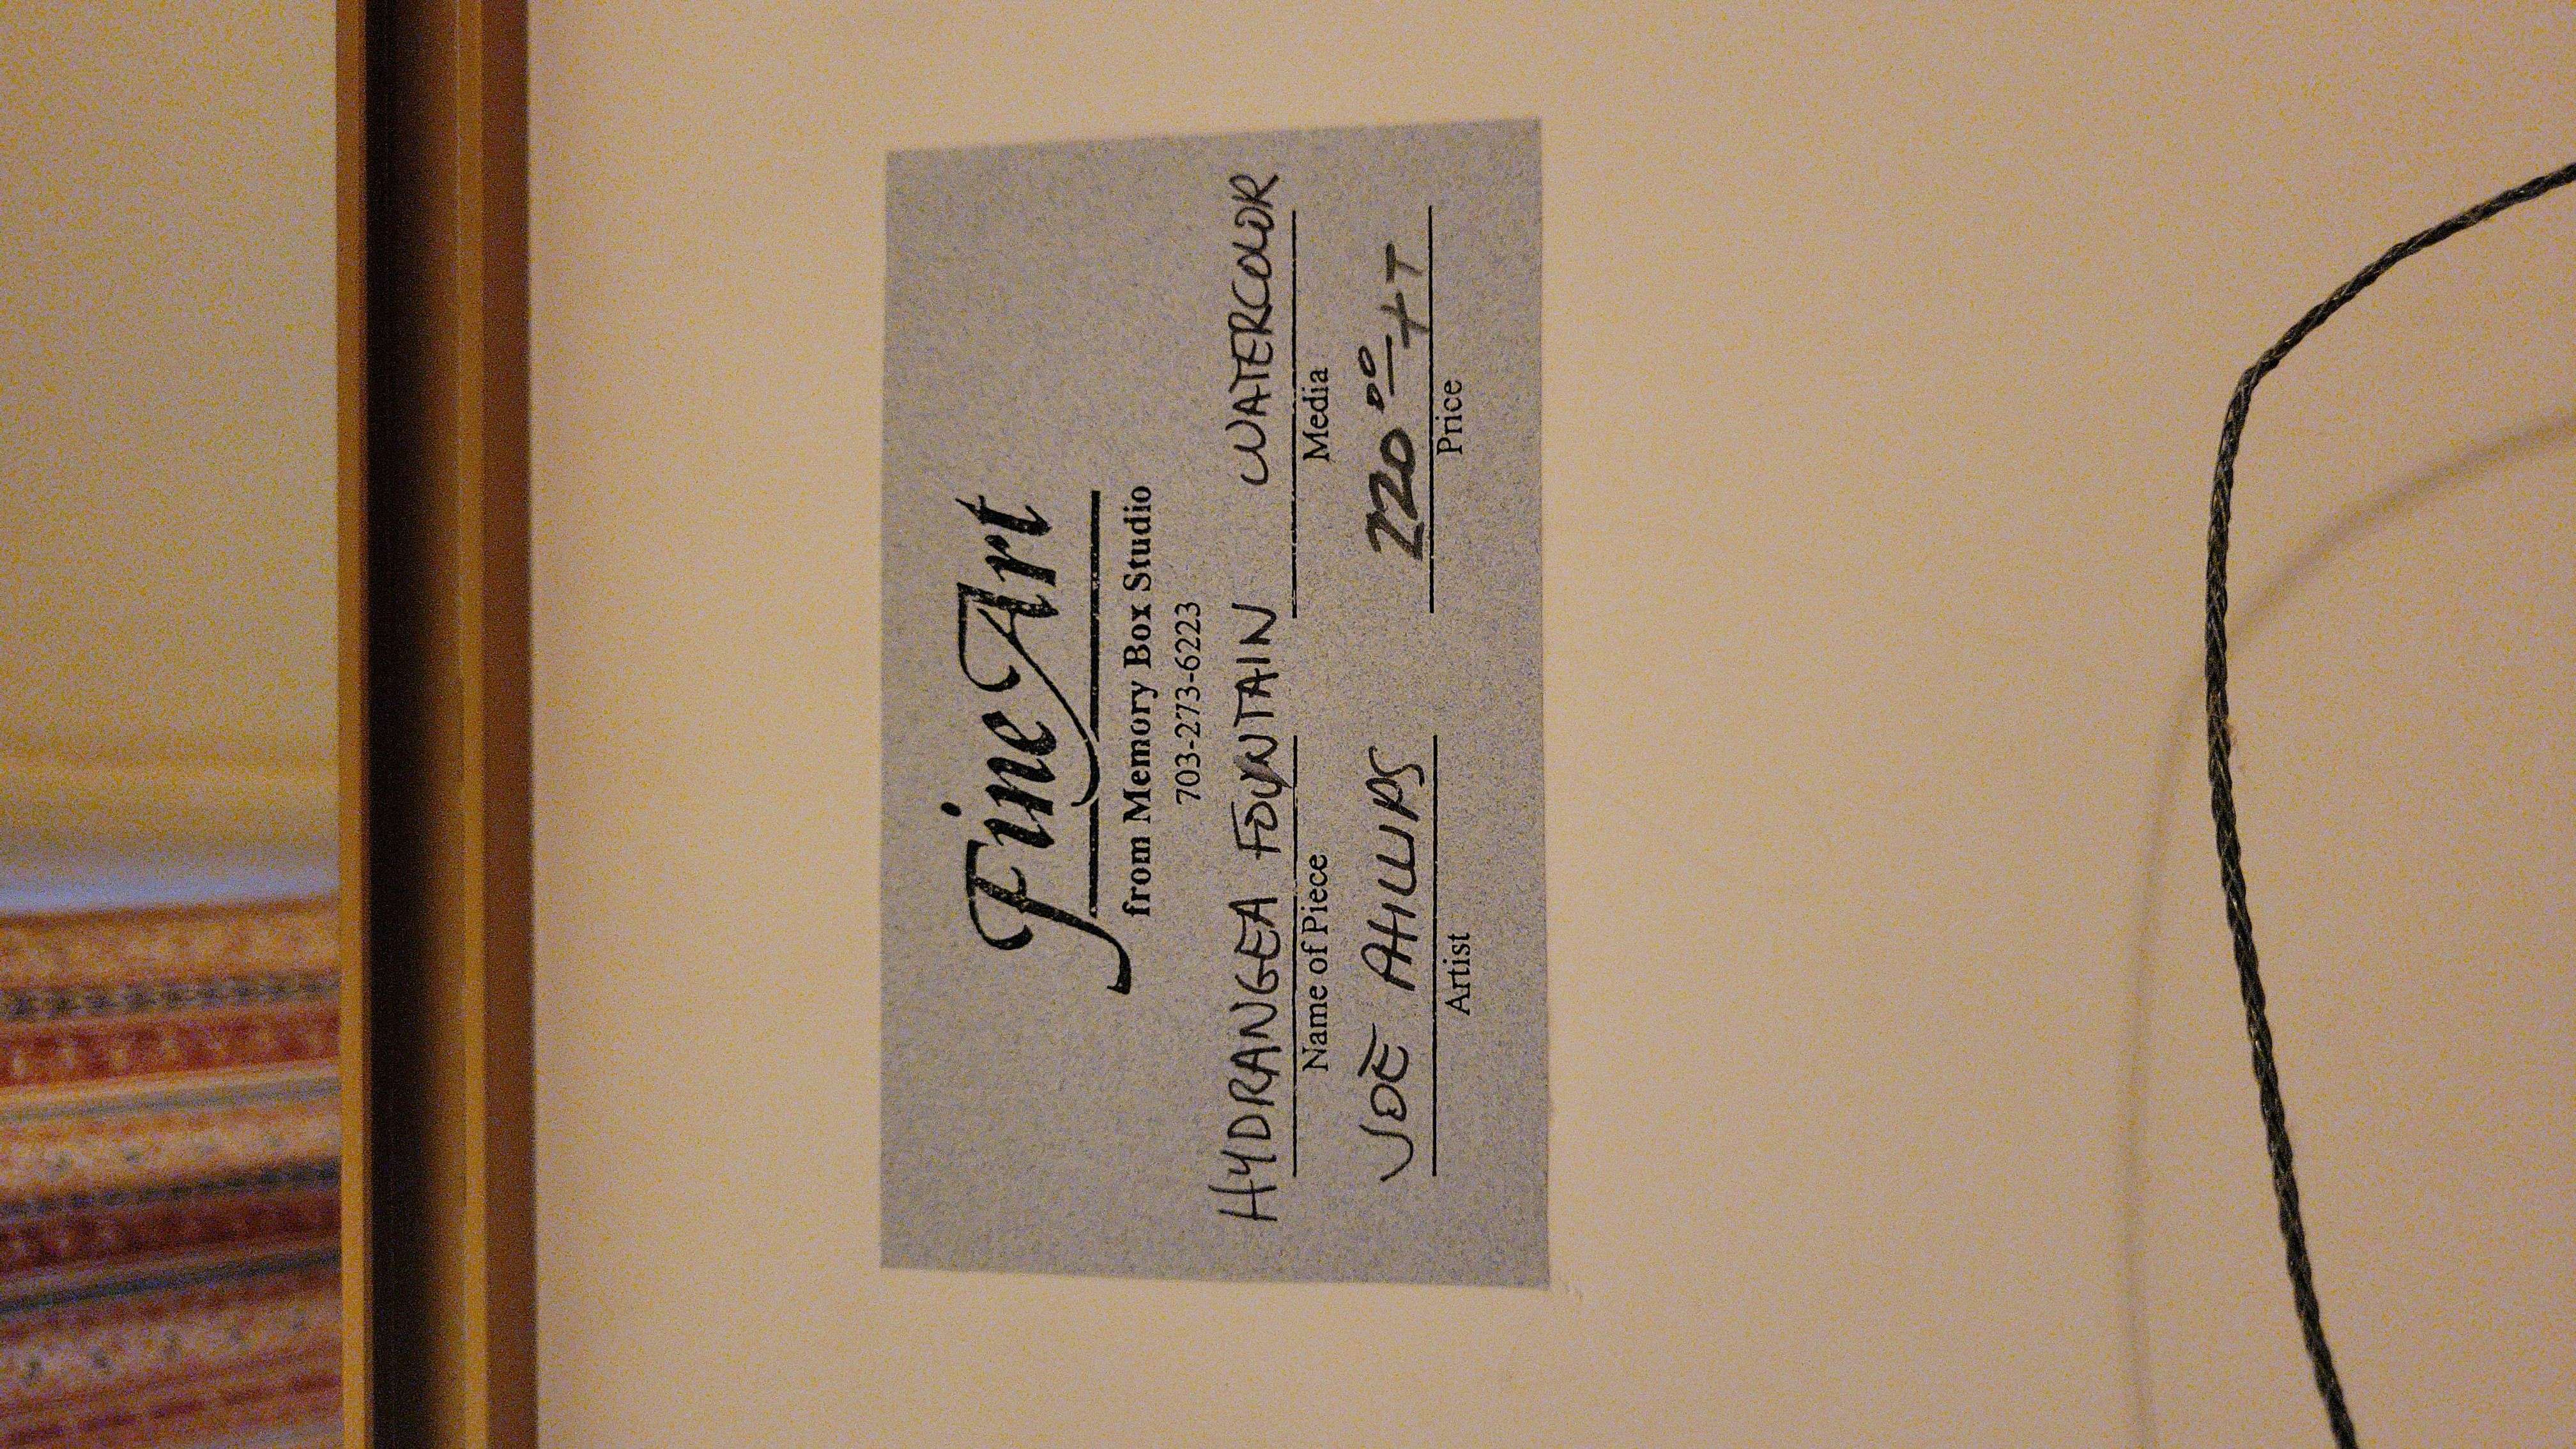 Fine Art
from Memory Box Studio
703-273-6223
HYDRANGEA FOUNTAIN WATERCOLOR
Name of Piece Media
JOE PHILLIPS 220 00 + T
Artist Price